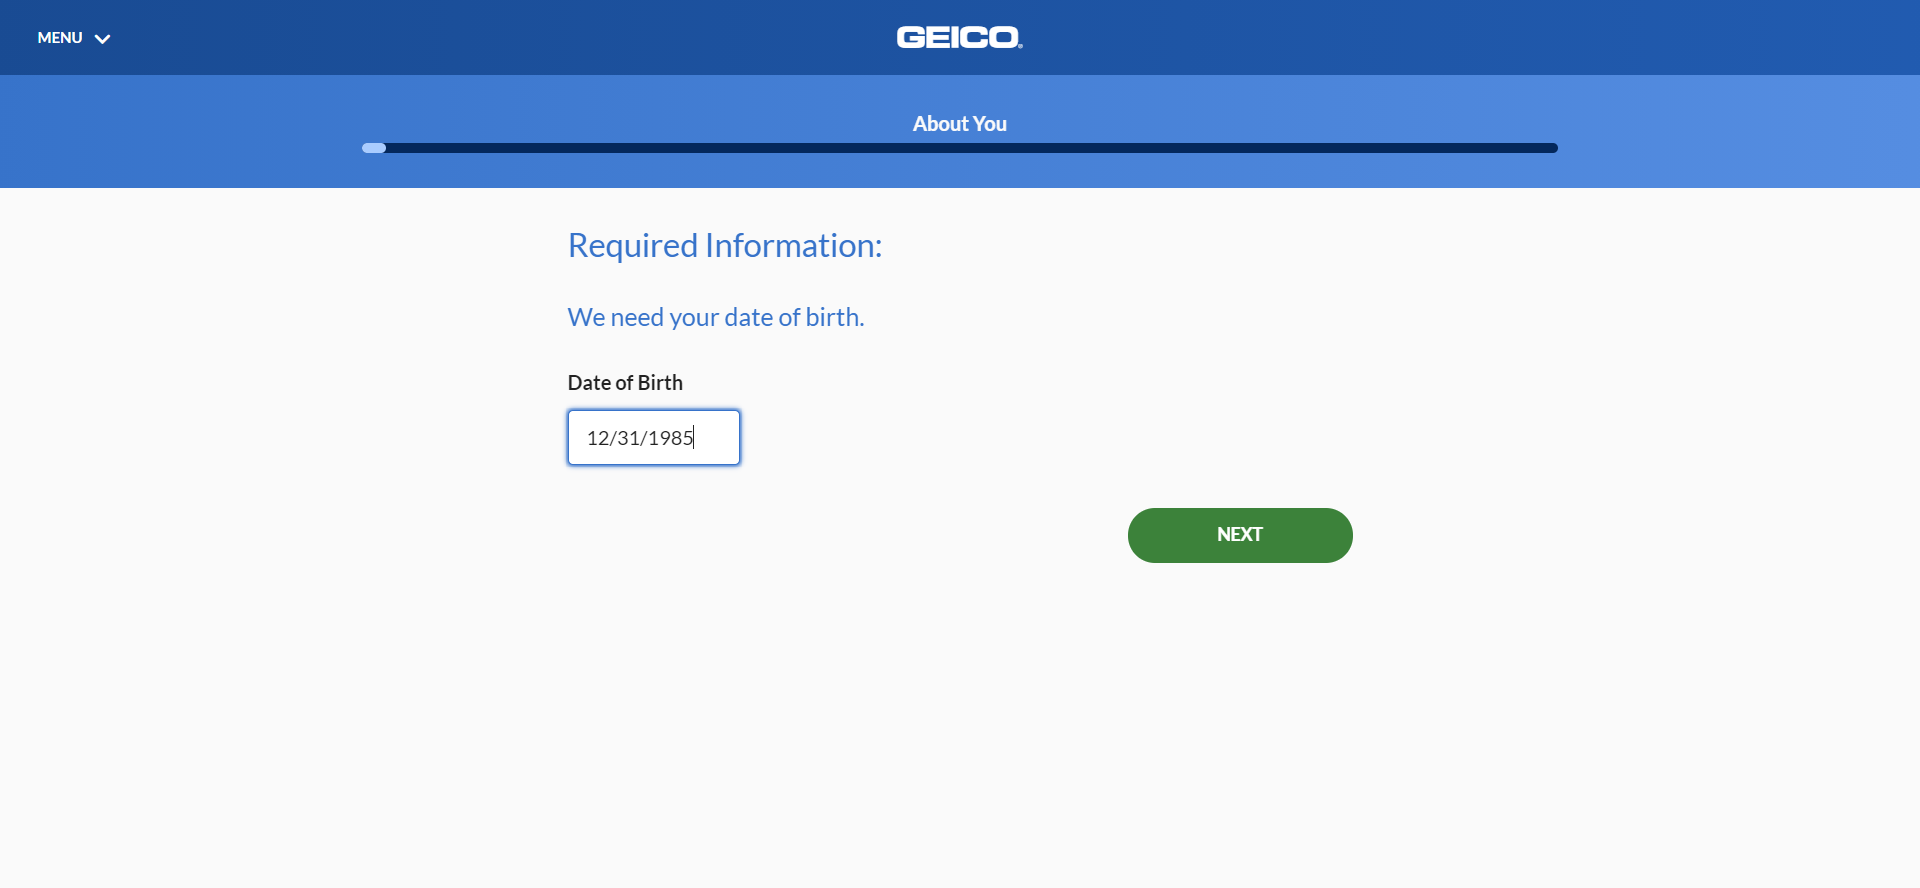 MENU
GEICO®
About You
Required Information:
We need your date of birth.
Date of Birth
12/31/1985
NEXT